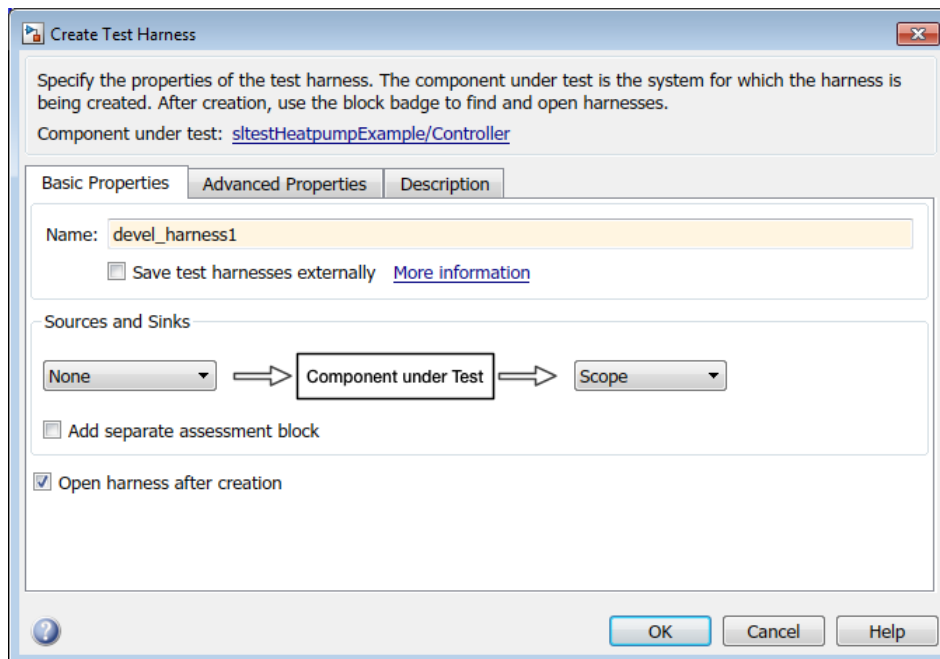 Create Test Harness
Specify the properties of the test harness. The component under test is the system for which the harness is
being created. After creation, use the block badge to find and open harnesses.
Component under test: sltestHeatpumpExample/Controller
Basic Properties Advanced Properties Description
Name: devel_harness1
Save test harnesses externally More information
Sources and Sinks
None Component under Test Scope
Add separate assessment block
Open harness after creation
? OK Cancel Help